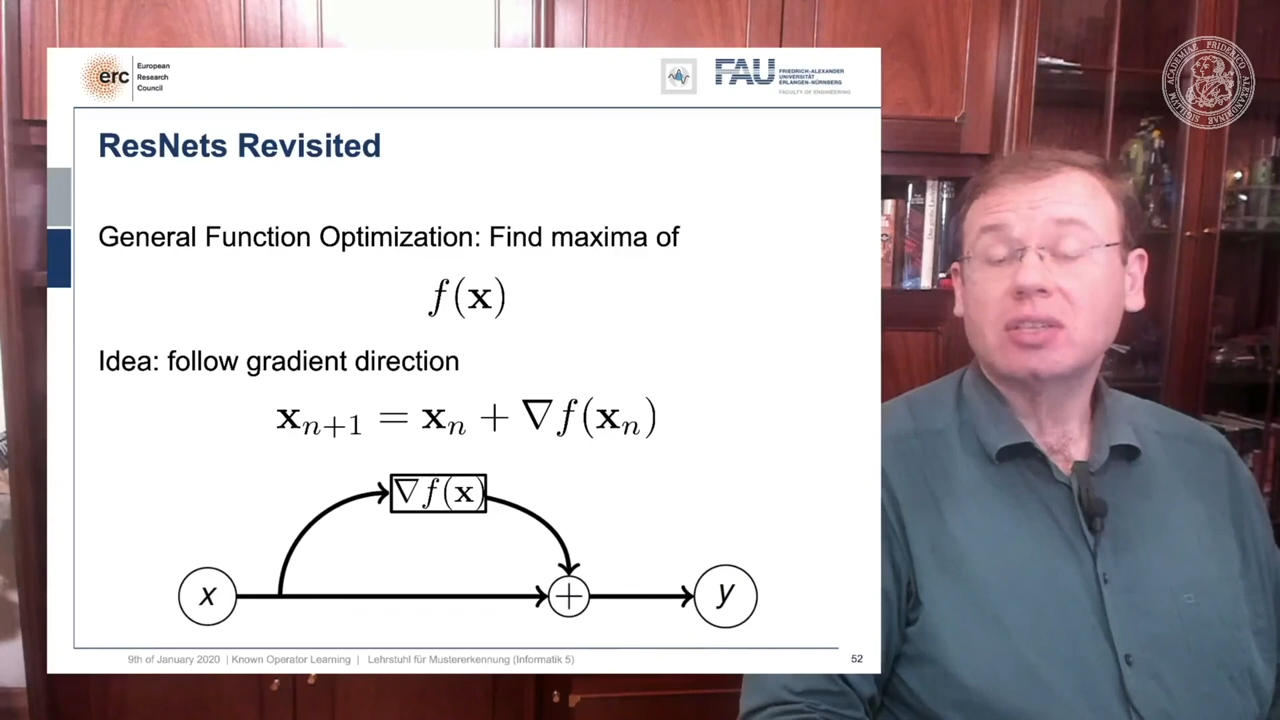 erc
European
Research
Council
FAU
FRIEDRICH-ALEXANDER
UNIVERSITÄT
ERLANGEN-NÜRNBERG
FACULTY OF ENGINEERING
ResNets Revisited
General Function Optimization: Find maxima of
f(x)
Idea: follow gradient direction
xₙ₊₁ = xₙ + ∇f(xₙ)
∇f(x)
x
+
y
9th of January 2020 | Known Operator Learning | Lehrstuhl für Mustererkennung (Informatik 5)
52